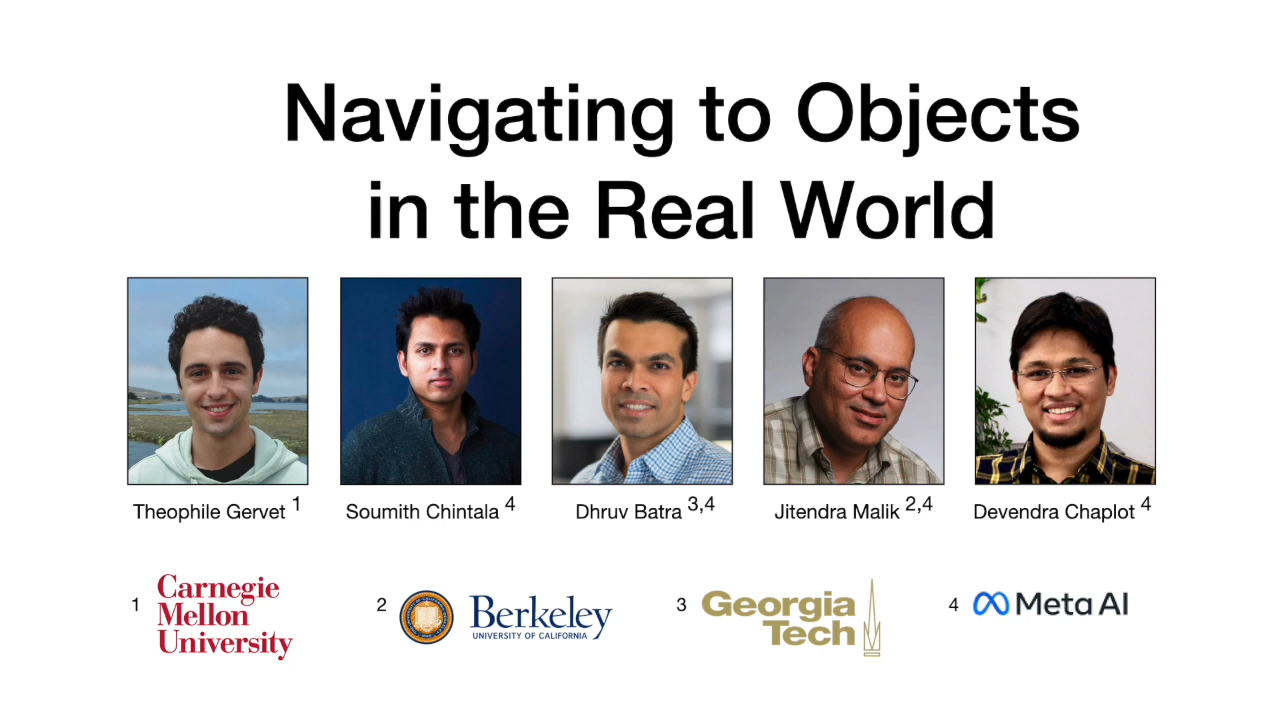 Navigating to Objects
in the Real World
Theophile Gervet 1
Soumith Chintala 4
Dhruv Batra 3,4
Jitendra Malik 2,4
Devendra Chaplot 4
1
Carnegie
Mellon
University
2
Berkeley
UNIVERSITY OF CALIFORNIA
3
Georgia
Tech
4
Meta AI